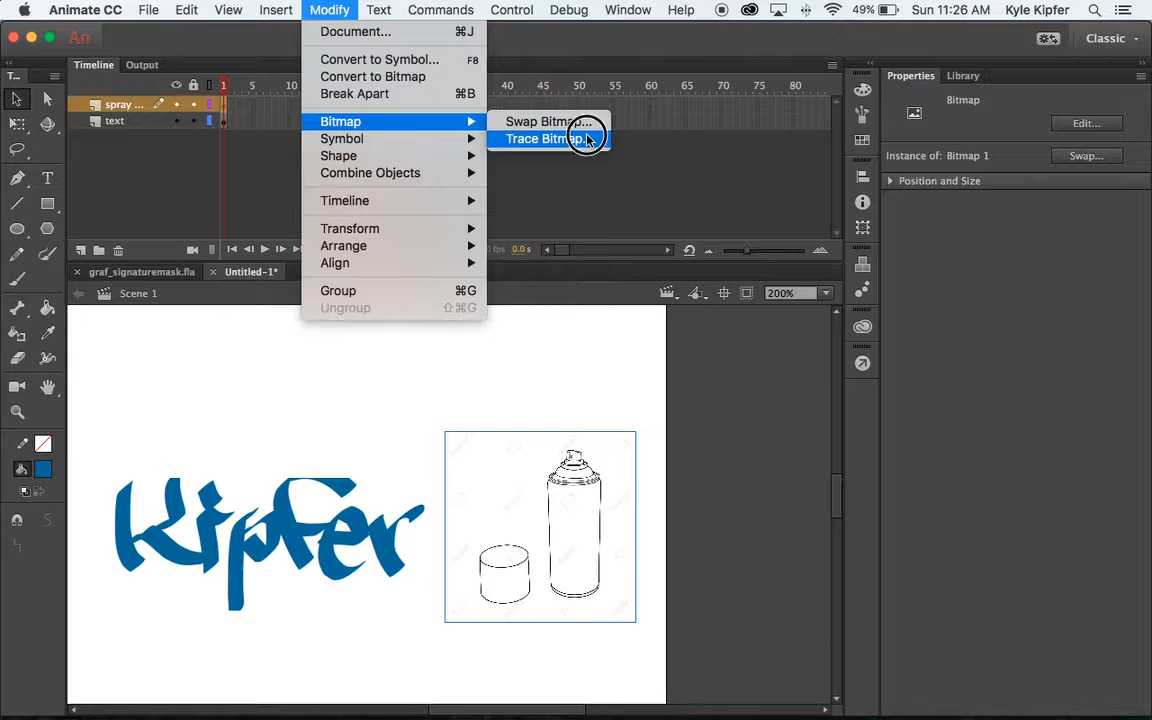 Animate CC File Edit View Insert Modify Text Commands Control Debug Window Help 49% Sun 11:26 AM Kyle Kipfer
An Classic
T... Timeline Output
1 5 10 40 45 50 55 60 65 70 75 80
spray ...
text
Document... ⌘J
Convert to Symbol... F8
Convert to Bitmap
Break Apart ⌘B
Bitmap
Symbol
Shape
Combine Objects
Timeline
Transform
Arrange
Align
Group ⌘G
Ungroup ⇧⌘G
Swap Bitmap...
Trace Bitmap...
fps 0.0 s
graf_signaturemask.fla Untitled-1*
Scene 1 200%
Kipfer
Properties Library
Bitmap
Edit...
Instance of: Bitmap 1 Swap...
Position and Size